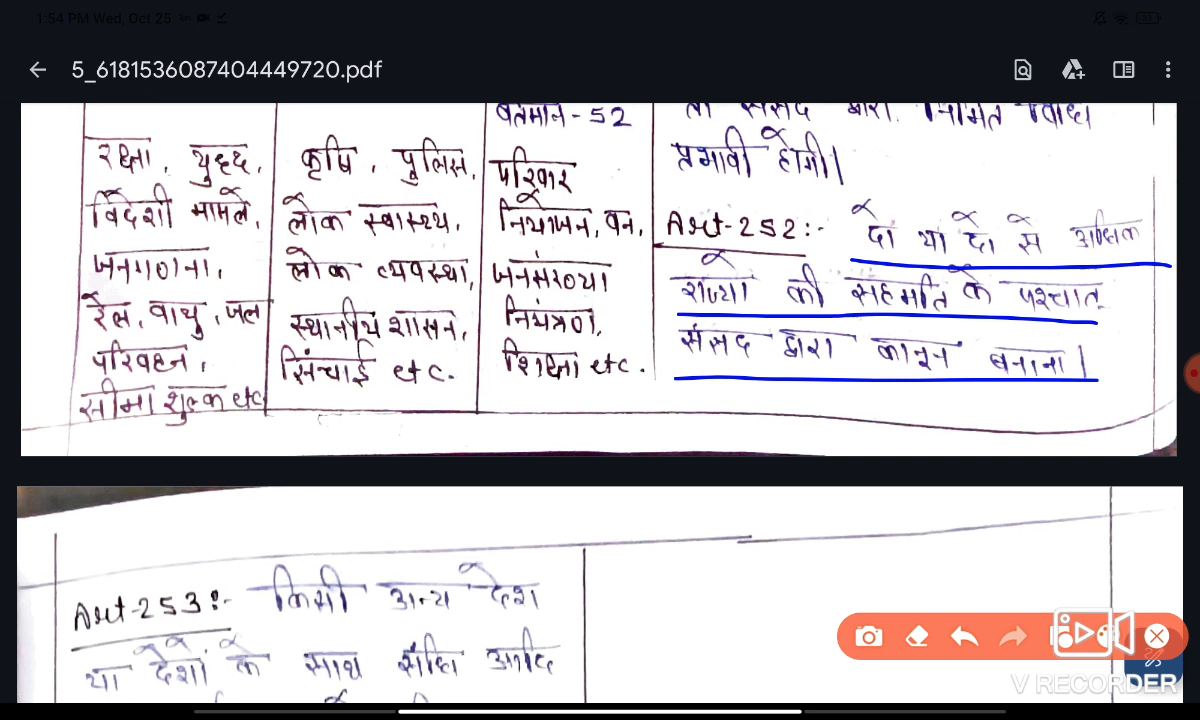 1:54 PM Wed, Oct 25
5_6181536087404449720.pdf
रक्षा, युद्ध,
विदेशी मामले,
जनगणना,
रेल, वायु, जल
परिवहन,
सीमा शुल्क etc
कृषि, पुलिस,
लोक स्वास्थ्य,
लोक व्यवस्था,
स्थानीय शासन,
सिंचाई etc.
वर्तमान - 52
परिवार
नियोजन, वन,
जनसंख्या
नियंत्रण,
शिक्षा etc.
संसद द्वारा निर्मित
प्रभावी होगी।
Art-252:- दो या दो से अधिक
राज्यों की सहमति के पश्चात
संसद द्वारा कानून बनाना।
Art-253:- किसी अन्य देश
या देशों के साथ संधि आदि
V RECORDER